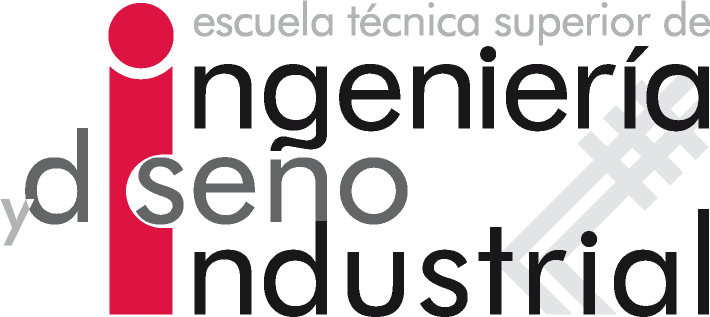 escuela técnica superior de
ingeniería
y diseño
industrial